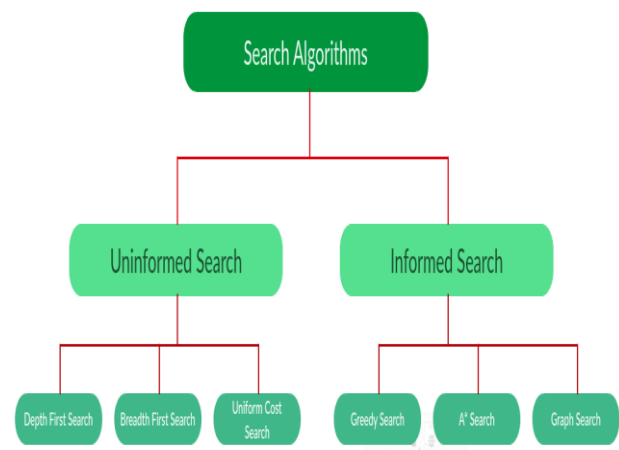 Search Algorithms
Uninformed Search
Informed Search
Depth First Search
Breadth First Search
Uniform Cost
Search
Greedy Search
A* Search
Graph Search